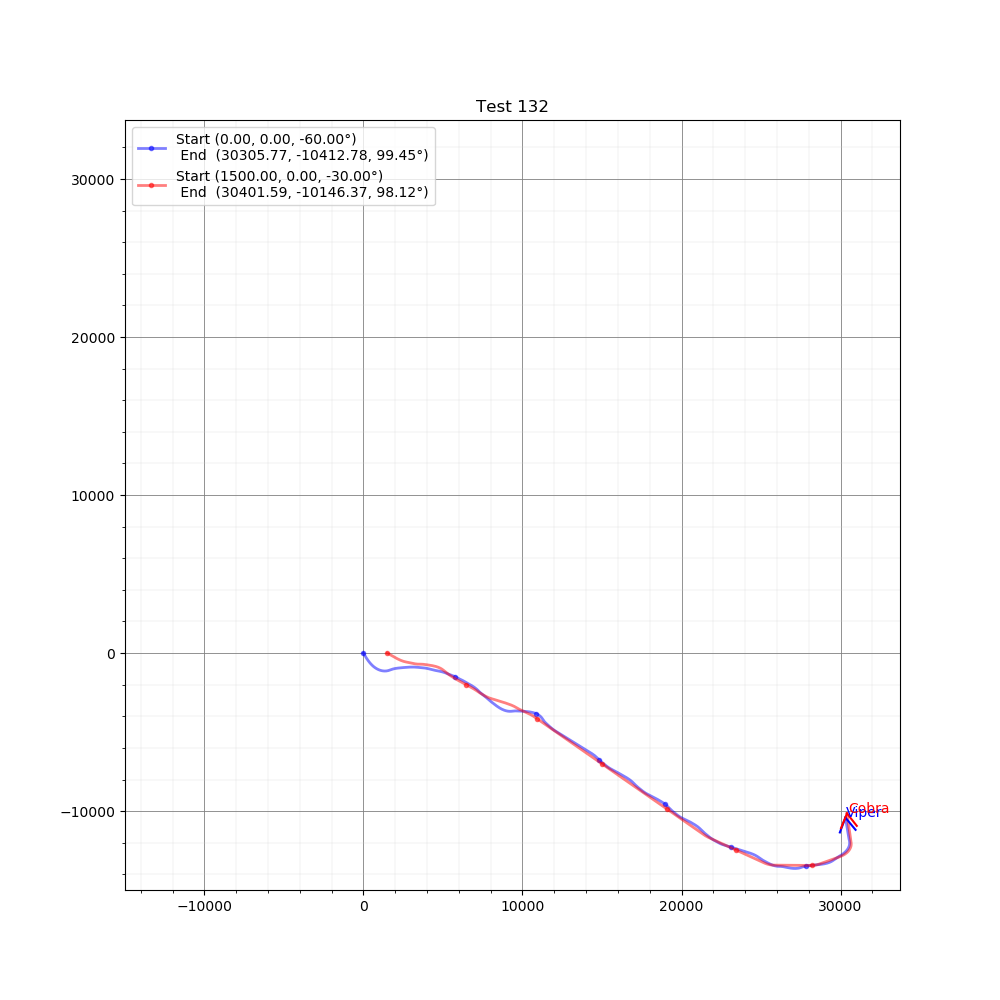 Test 132
Start (0.00, 0.00, -60.00°)
End  (30305.77, -10412.78, 99.45°)
Start (1500.00, 0.00, -30.00°)
End  (30401.59, -10146.37, 98.12°)
30000
20000
10000
0
−10000
Cobra
Viper
−10000
0
10000
20000
30000